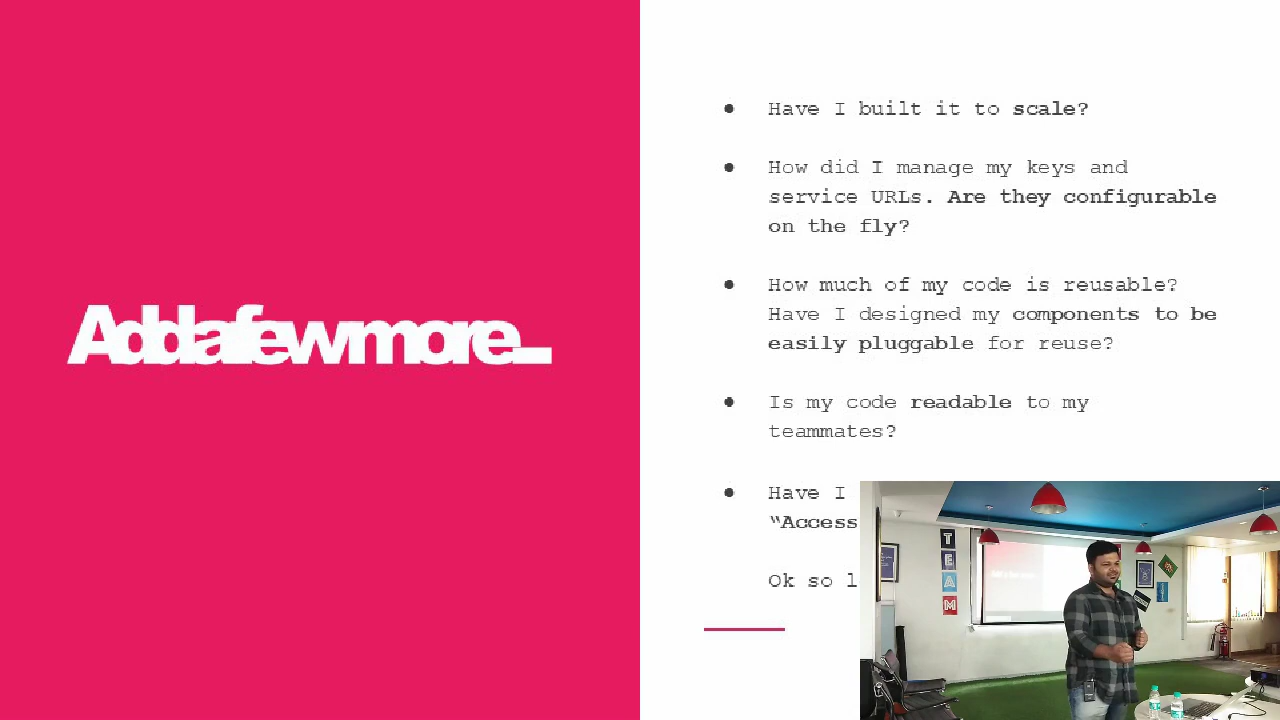 Add a few more...
Have I built it to scale?
How did I manage my keys and
service URLs. Are they configurable
on the fly?
How much of my code is reusable?
Have I designed my components to be
easily pluggable for reuse?
Is my code readable to my
teammates?
Have I
“Access
Ok so l
T
E
A
M